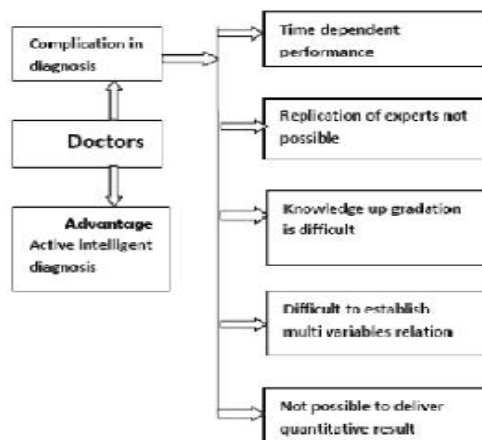 Complication in
diagnosis
Doctors
Advantage
Active intelligent
diagnosis
Time dependent
performance
Replication of experts not
possible
Knowledge up gradation
is difficult
Difficult to establish
multi variables relation
Not possible to deliver
quantitative result